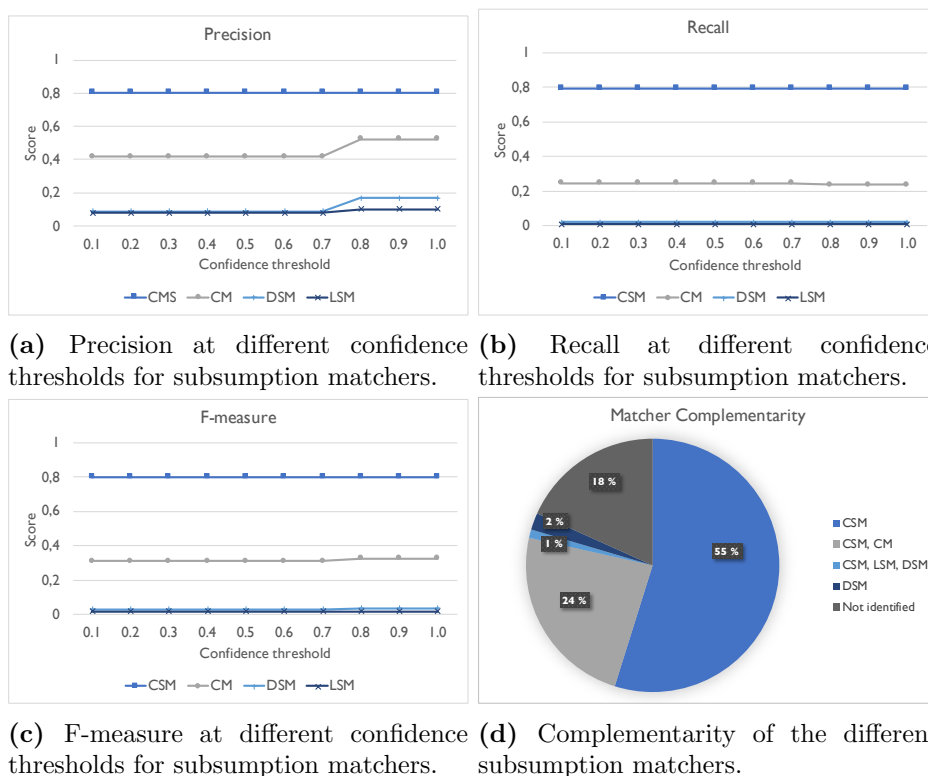 Precision
1
0,8
0,6
0,4
0,2
0
Score
0.1 0.2 0.3 0.4 0.5 0.6 0.7 0.8 0.9 1.0
Confidence threshold
CMS CM DSM LSM
Recall
1
0,8
0,6
0,4
0,2
0
Score
0.1 0.2 0.3 0.4 0.5 0.6 0.7 0.8 0.9 1.0
Confidence threshold
CSM CM DSM LSM
(a) Precision at different confidence
thresholds for subsumption matchers.
(b) Recall at different confidenc
thresholds for subsumption matchers.
F-measure
1
0,8
0,6
0,4
0,2
0
Score
0.1 0.2 0.3 0.4 0.5 0.6 0.7 0.8 0.9 1.0
Confidence threshold
CSM CM DSM LSM
Matcher Complementarity
18 %
2 %
1 %
24 %
55 %
CSM
CSM, CM
CSM, LSM, DSM
DSM
Not identified
(c) F-measure at different confidence
thresholds for subsumption matchers.
(d) Complementarity of the differen
subsumption matchers.